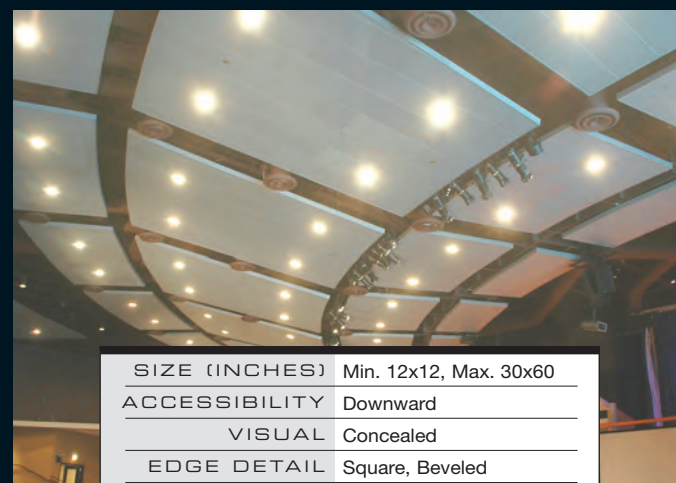 SIZE (INCHES) Min. 12x12, Max. 30x60
ACCESSIBILITY Downward
VISUAL Concealed
EDGE DETAIL Square, Beveled